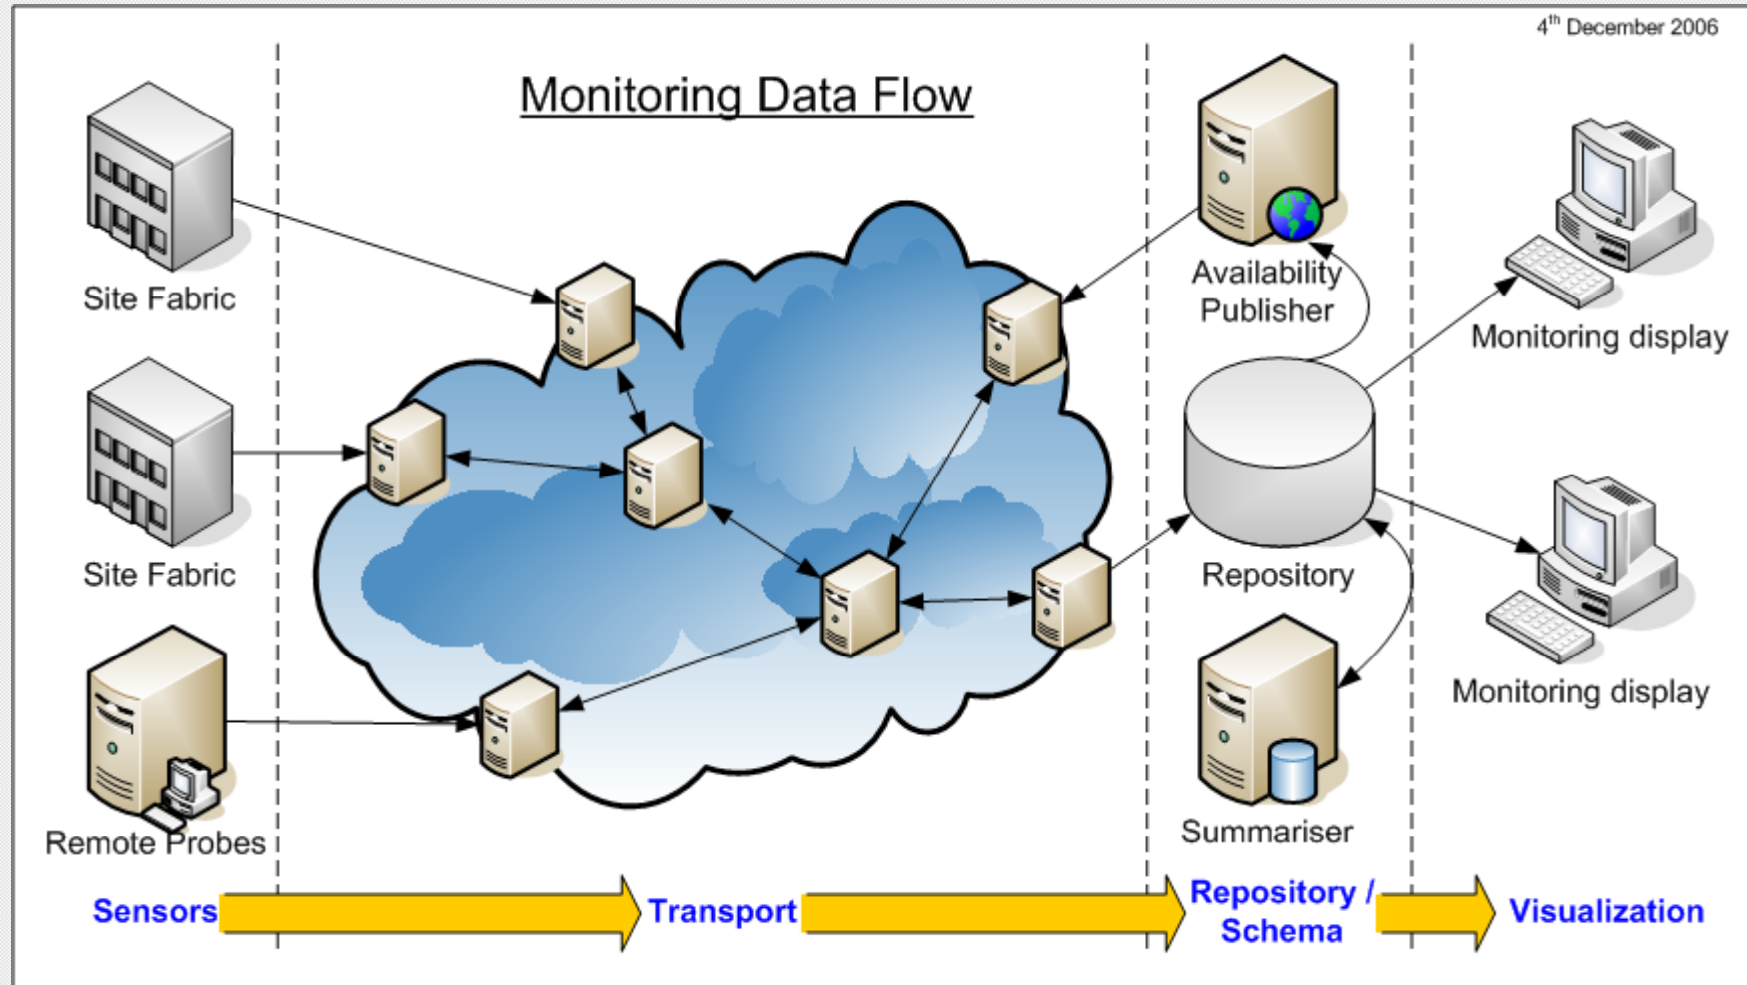 4th December 2006
Monitoring Data Flow
Site Fabric
Site Fabric
Remote Probes
Availability
Publisher
Repository
Summariser
Monitoring display
Monitoring display
Sensors
Transport
Repository /
Schema
Visualization